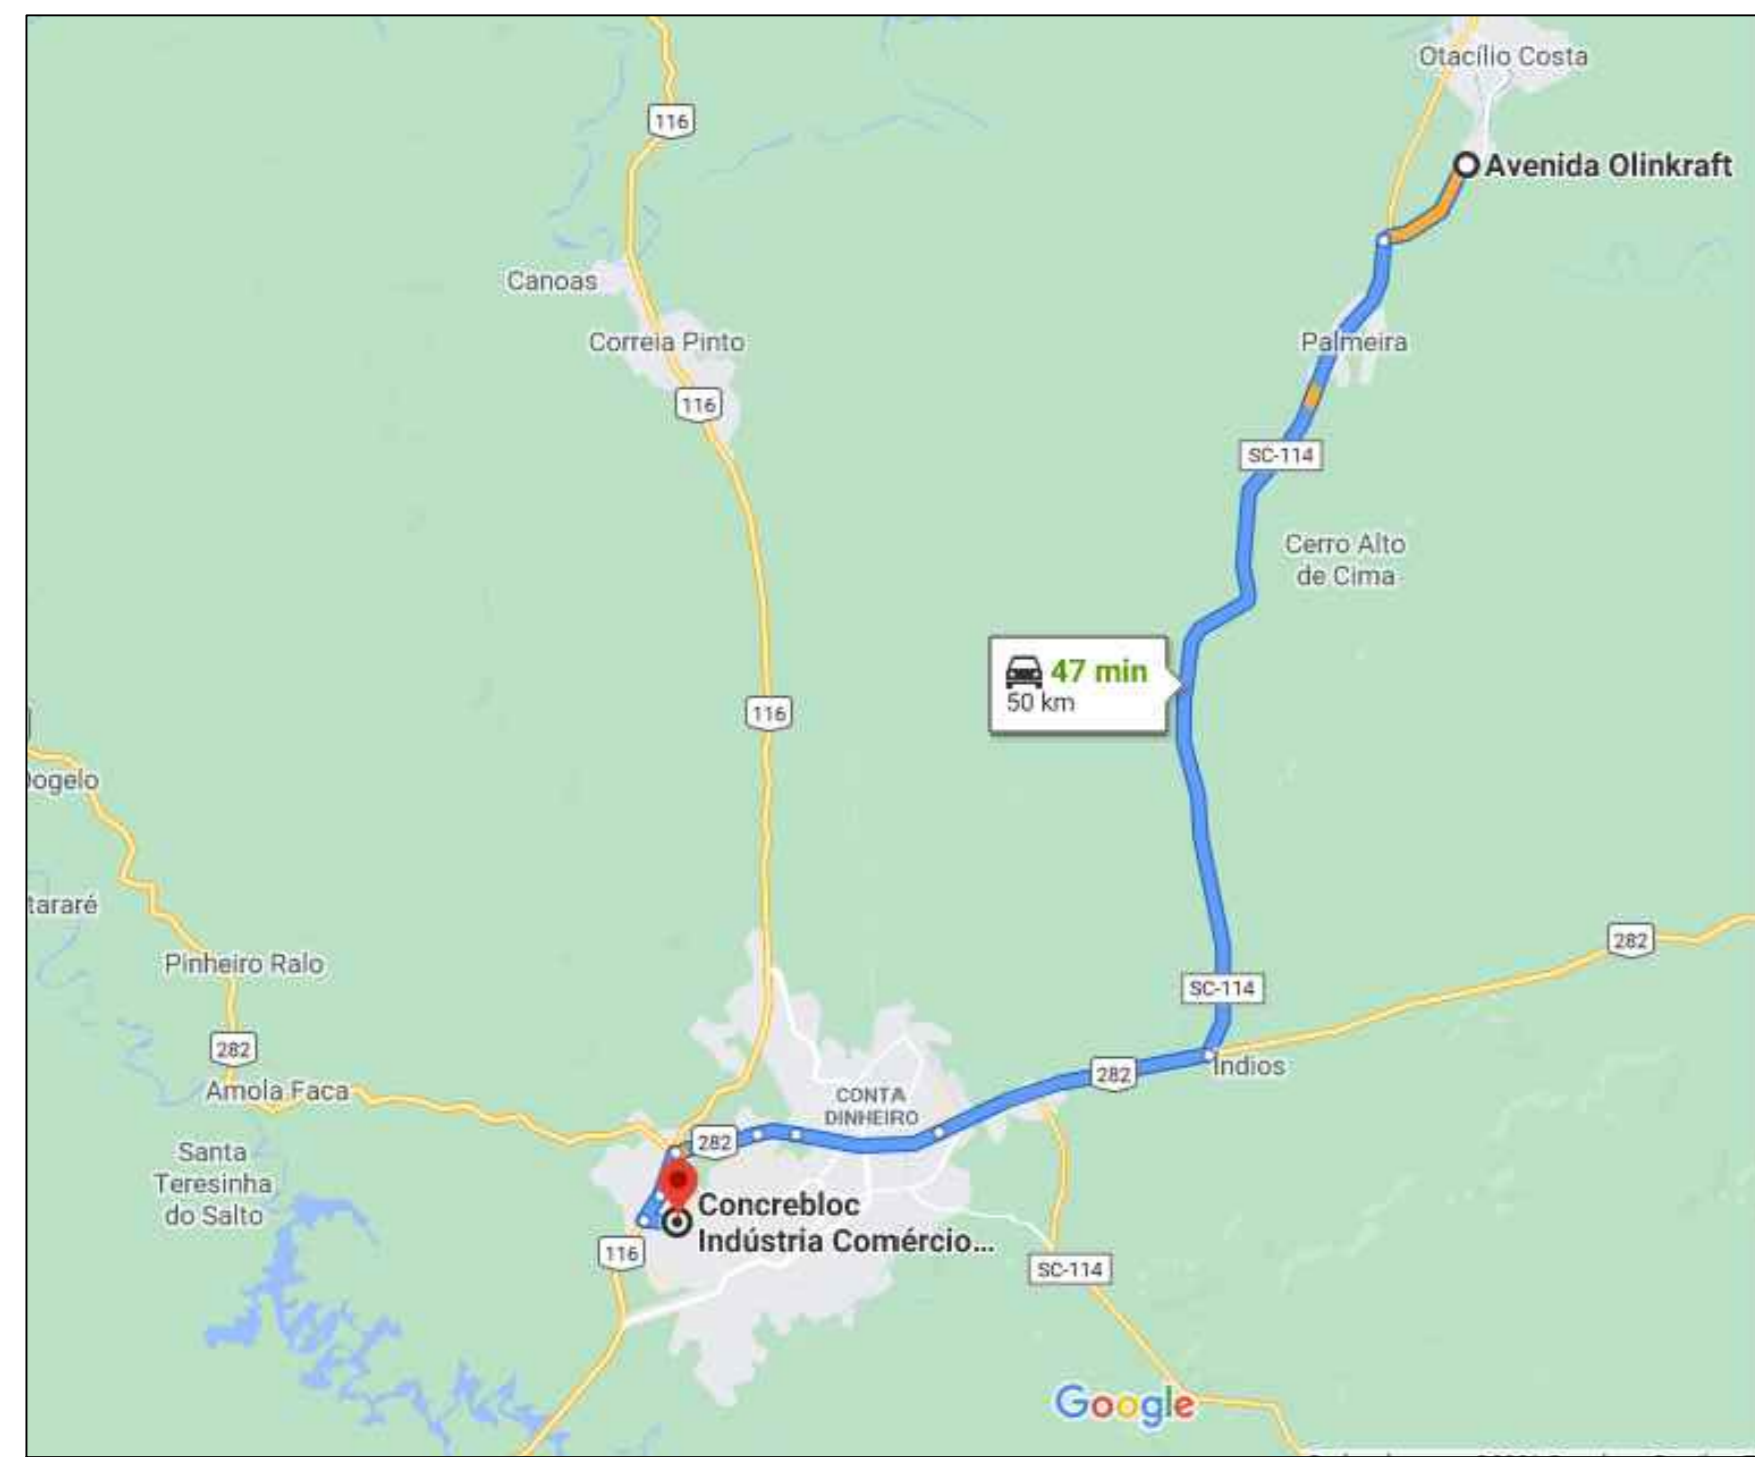 Otacílio Costa
116
Avenida Olinkraft
Canoas
Correia Pinto
Palmeira
116
SC-114
Cerro Alto
de Cima
47 min
50 km
116
ogelo
tararé
282
Pinheiro Ralo
SC-114
282
Índios
282
Amola Faca
CONTA
DINHEIRO
282
Santa
Teresinha
do Salto
Concrebloc
Indústria Comércio...
116
SC-114
Google